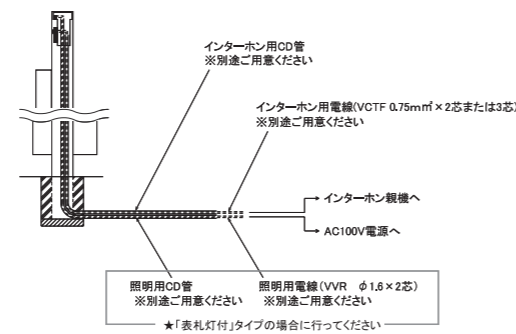 インターホン用CD管
※別途ご用意ください
インターホン用電線(VCTF 0.75m㎡×2芯または3芯)
※別途ご用意ください
インターホン親機へ
AC100V電源へ
照明用CD管
※別途ご用意ください
照明用電線(VVR φ1.6×2芯)
※別途ご用意ください
★「表札灯付」タイプの場合に行ってください